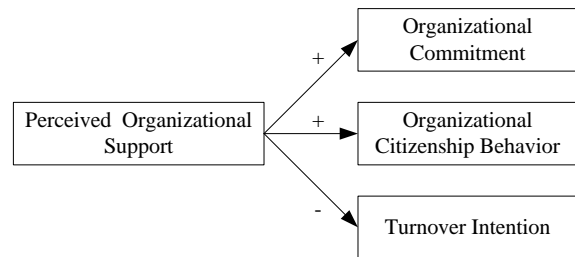 Organizational
Commitment
+
Perceived Organizational
Support
+
Organizational
Citizenship Behavior
-
Turnover Intention